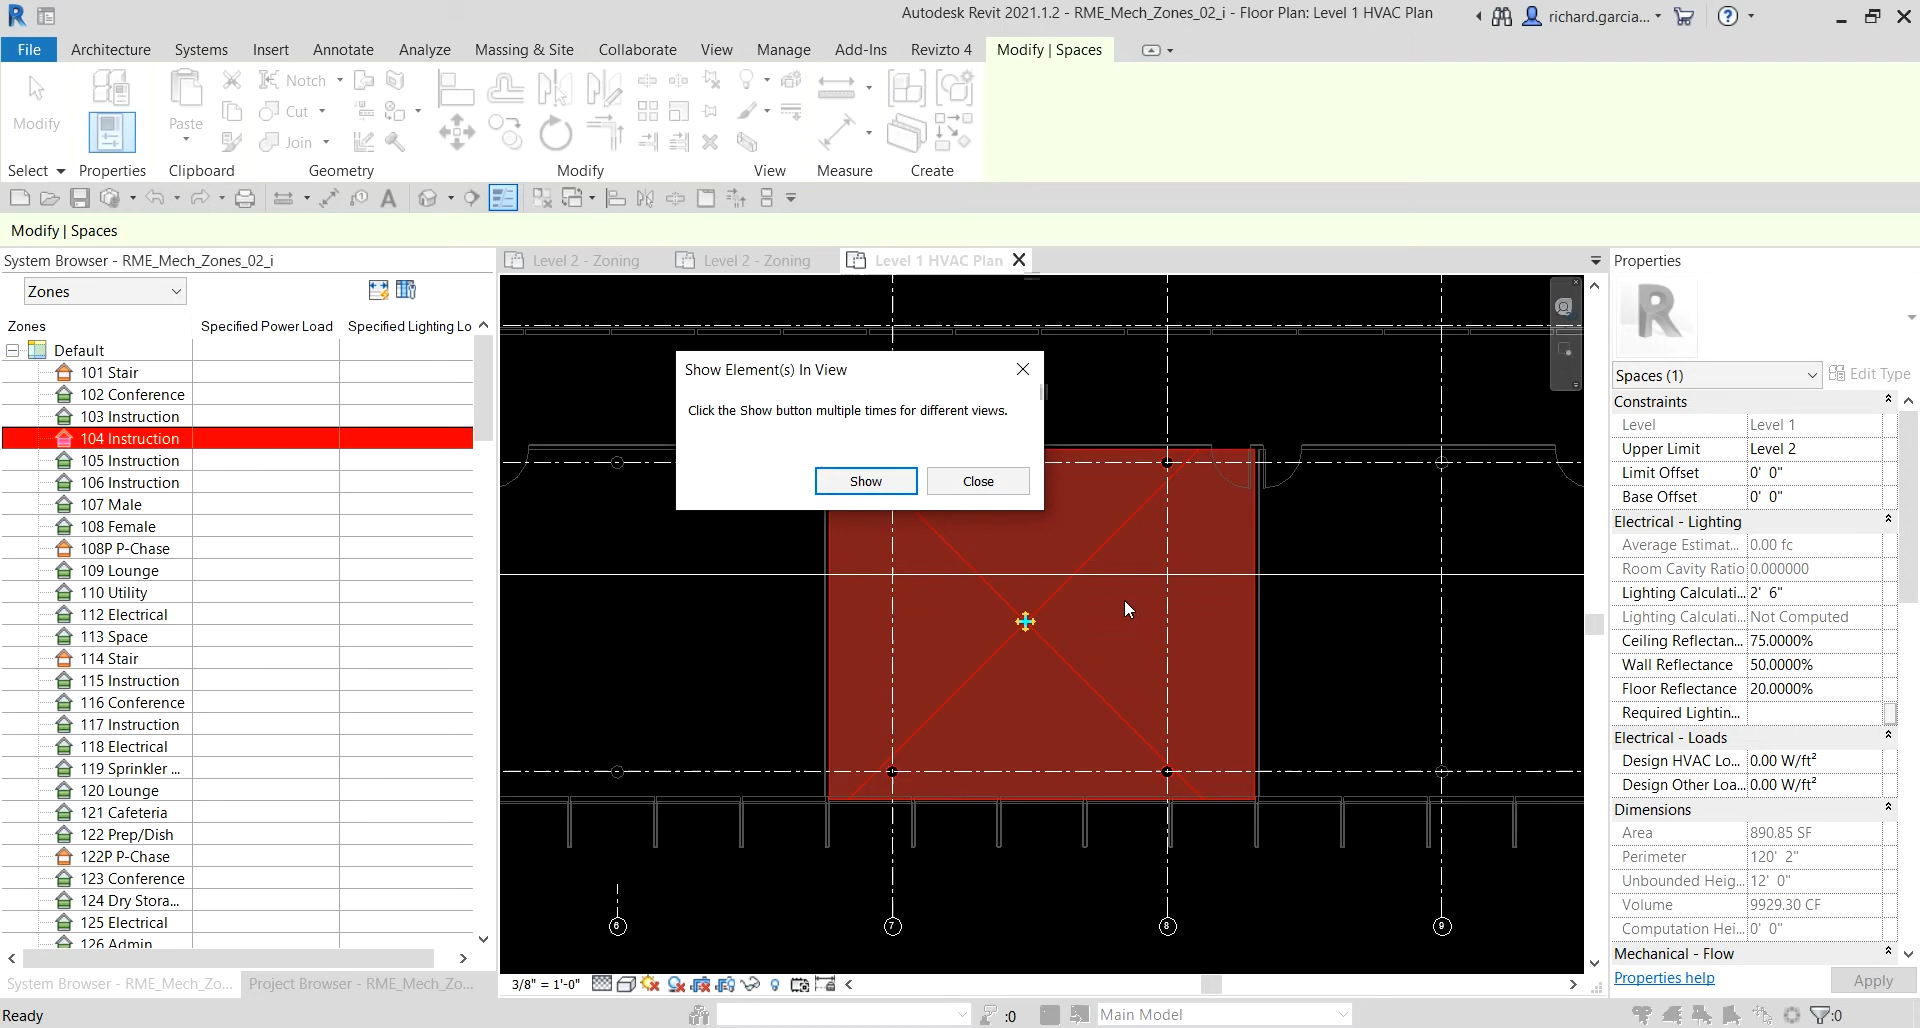 Autodesk Revit 2021.1.2 - RME_Mech_Zones_02_i - Floor Plan: Level 1 HVAC Plan
richard.garcia...
File Architecture Systems Insert Annotate Analyze Massing & Site Collaborate View Manage Add-Ins Revizto 4 Modify | Spaces
Modify
Paste
Notch
Cut
Join
Select Properties Clipboard Geometry Modify View Measure Create
Modify | Spaces
System Browser - RME_Mech_Zones_02_i
Zones
Zones Specified Power Load Specified Lighting Lo
Default
101 Stair
102 Conference
103 Instruction
104 Instruction
105 Instruction
106 Instruction
107 Male
108 Female
108P P-Chase
109 Lounge
110 Utility
112 Electrical
113 Space
114 Stair
115 Instruction
116 Conference
117 Instruction
118 Electrical
119 Sprinkler ...
120 Lounge
121 Cafeteria
122 Prep/Dish
122P P-Chase
123 Conference
124 Dry Stora...
125 Electrical
126 Admin
System Browser - RME_Mech_Zo... Project Browser - RME_Mech_Zo...
Level 2 - Zoning Level 2 - Zoning Level 1 HVAC Plan
Show Element(s) In View
Click the Show button multiple times for different views.
Show Close
6 7 8 9
3/8" = 1'-0"
Properties
R
Spaces (1) Edit Type
Constraints
Level Level 1
Upper Limit Level 2
Limit Offset 0' 0"
Base Offset 0' 0"
Electrical - Lighting
Average Estimat... 0.00 fc
Room Cavity Ratio 0.000000
Lighting Calculati... 2' 6"
Lighting Calculati... Not Computed
Ceiling Reflectan... 75.0000%
Wall Reflectance 50.0000%
Floor Reflectance 20.0000%
Required Lightin...
Electrical - Loads
Design HVAC Lo... 0.00 W/ft²
Design Other Loa... 0.00 W/ft²
Dimensions
Area 890.85 SF
Perimeter 120' 2"
Unbounded Heig... 12' 0"
Volume 9929.30 CF
Computation Hei... 0' 0"
Mechanical - Flow
Properties help Apply
Ready :0 Main Model :0